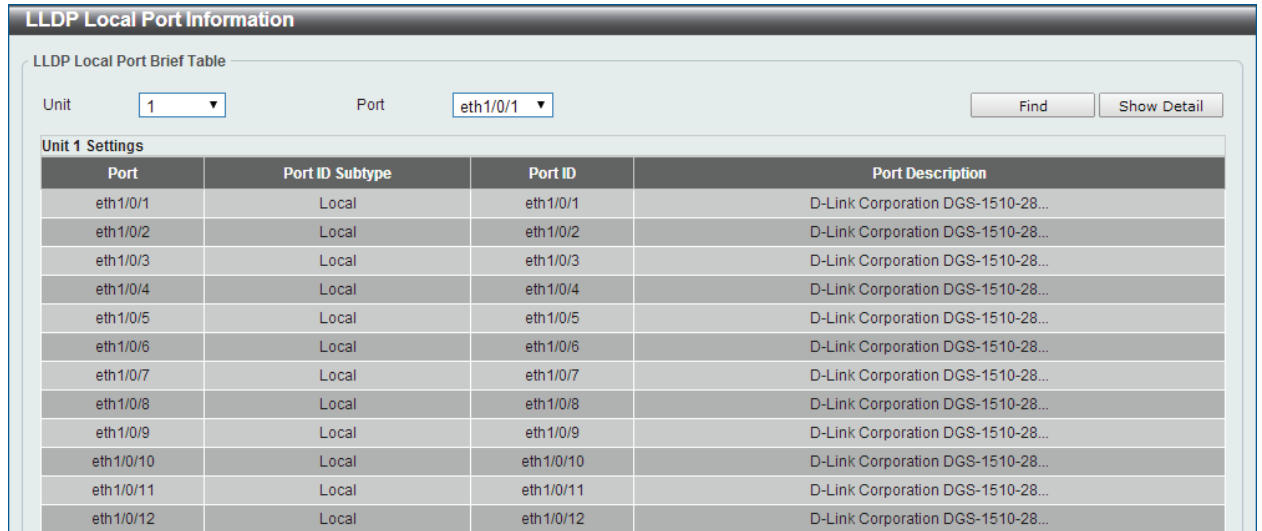 LLDP Local Port Information
LLDP Local Port Brief Table
Unit 1 Port eth1/0/1 Find Show Detail
Unit 1 Settings
Port Port ID Subtype Port ID Port Description
eth1/0/1 Local eth1/0/1 D-Link Corporation DGS-1510-28...
eth1/0/2 Local eth1/0/2 D-Link Corporation DGS-1510-28...
eth1/0/3 Local eth1/0/3 D-Link Corporation DGS-1510-28...
eth1/0/4 Local eth1/0/4 D-Link Corporation DGS-1510-28...
eth1/0/5 Local eth1/0/5 D-Link Corporation DGS-1510-28...
eth1/0/6 Local eth1/0/6 D-Link Corporation DGS-1510-28...
eth1/0/7 Local eth1/0/7 D-Link Corporation DGS-1510-28...
eth1/0/8 Local eth1/0/8 D-Link Corporation DGS-1510-28...
eth1/0/9 Local eth1/0/9 D-Link Corporation DGS-1510-28...
eth1/0/10 Local eth1/0/10 D-Link Corporation DGS-1510-28...
eth1/0/11 Local eth1/0/11 D-Link Corporation DGS-1510-28...
eth1/0/12 Local eth1/0/12 D-Link Corporation DGS-1510-28...